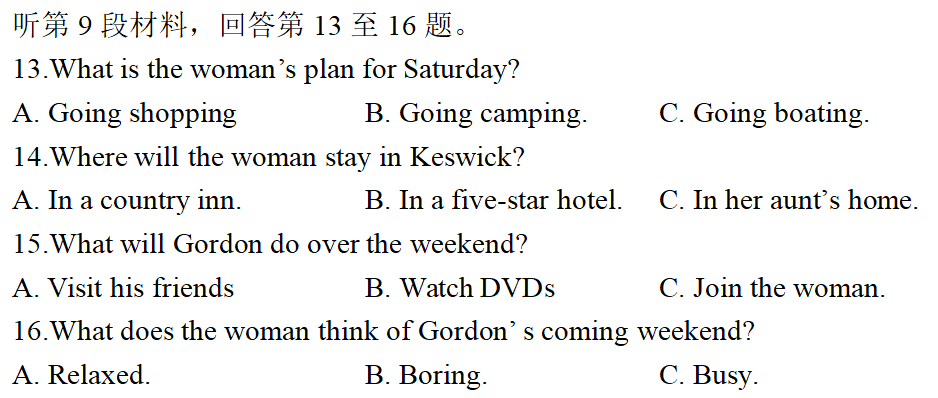 听第 9 段材料，回答第 13 至 16 题。
13.What is the woman’s plan for Saturday?
A. Going shopping B. Going camping. C. Going boating.
14.Where will the woman stay in Keswick?
A. In a country inn. B. In a five-star hotel. C. In her aunt’s home.
15.What will Gordon do over the weekend?
A. Visit his friends B. Watch DVDs C. Join the woman.
16.What does the woman think of Gordon’ s coming weekend?
A. Relaxed. B. Boring. C. Busy.